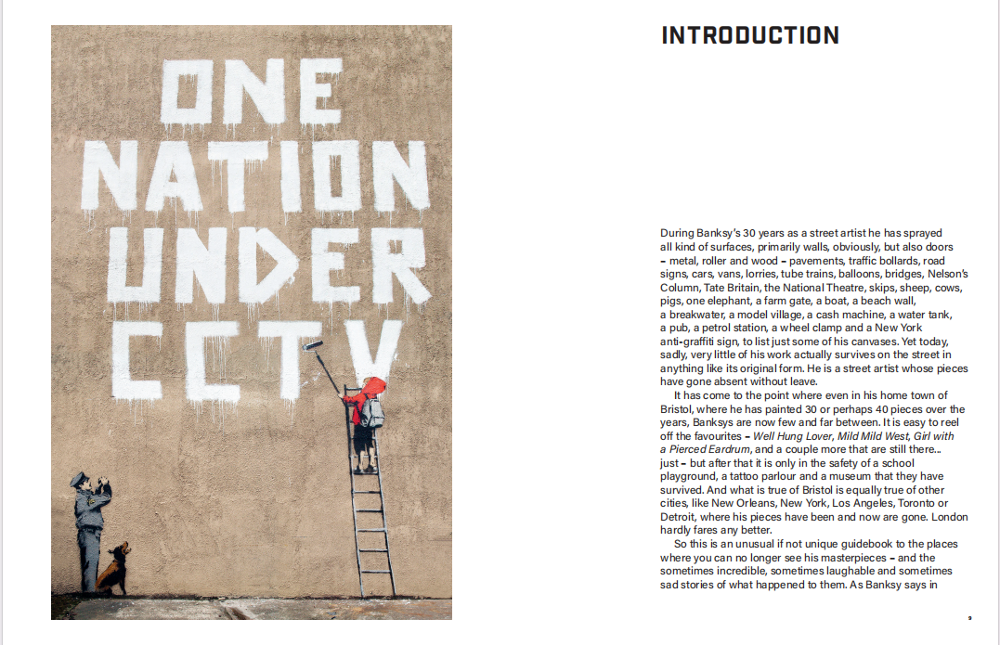 ONE
NATION
UNDER
CCTV
INTRODUCTION
During Banksy’s 30 years as a street artist he has sprayed
all kind of surfaces, primarily walls, obviously, but also doors
– metal, roller and wood – pavements, traffic bollards, road
signs, cars, vans, lorries, tube trains, balloons, bridges, Nelson’s
Column, Tate Britain, the National Theatre, skips, sheep, cows,
pigs, one elephant, a farm gate, a boat, a beach wall,
a breakwater, a model village, a cash machine, a water tank,
a pub, a petrol station, a wheel clamp and a New York
anti-graffiti sign, to list just some of his canvases. Yet today,
sadly, very little of his work actually survives on the street in
anything like its original form. He is a street artist whose pieces
have gone absent without leave.
It has come to the point where even in his home town of
Bristol, where he has painted 30 or perhaps 40 pieces over the
years, Banksys are now few and far between. It is easy to reel
off the favourites – Well Hung Lover, Mild Mild West, Girl with
a Pierced Eardrum, and a couple more that are still there...
just – but after that it is only in the safety of a school
playground, a tattoo parlour and a museum that they have
survived. And what is true of Bristol is equally true of other
cities, like New Orleans, New York, Los Angeles, Toronto or
Detroit, where his pieces have been and now are gone. London
hardly fares any better.
So this is an unusual if not unique guidebook to the places
where you can no longer see his masterpieces – and the
sometimes incredible, sometimes laughable and sometimes
sad stories of what happened to them. As Banksy says in
9